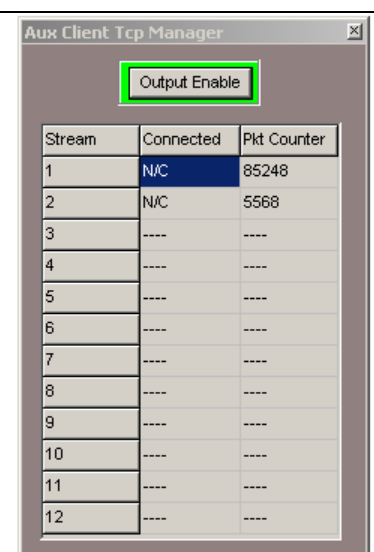 Aux Client Tcp Manager
Output Enable
Stream Connected Pkt Counter
1 N/C 85248
2 N/C 5568
3 ---- ----
4 ---- ----
5 ---- ----
6 ---- ----
7 ---- ----
8 ---- ----
9 ---- ----
10 ---- ----
11 ---- ----
12 ---- ----